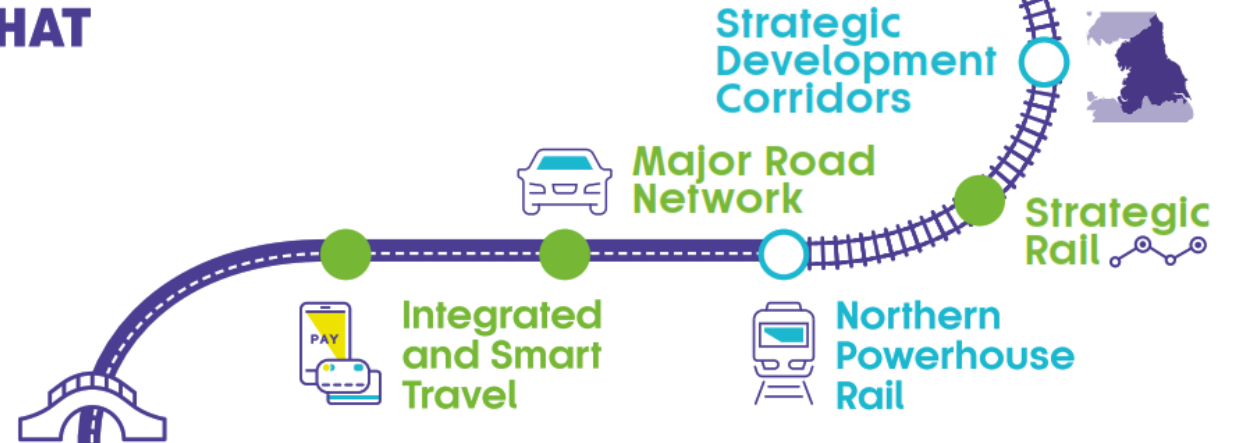 HAT
Strategic
Development
Corridors
Major Road
Network
Strategic
Rail
PAY
Integrated
and Smart
Travel
Northern
Powerhouse
Rail